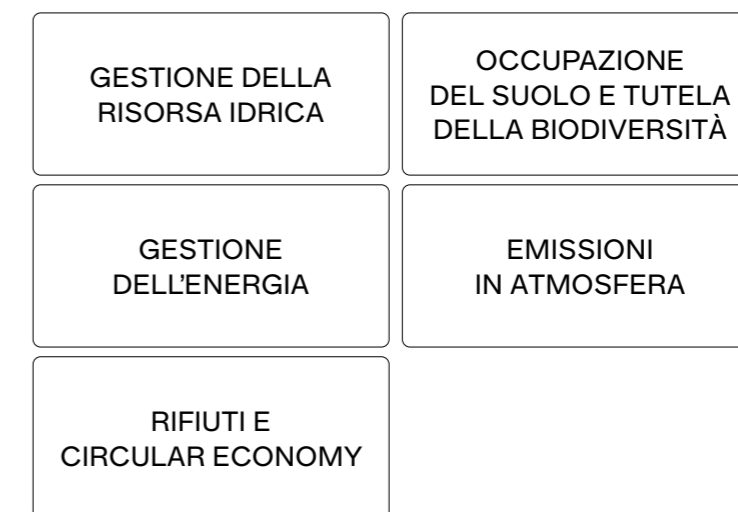 GESTIONE DELLA
RISORSA IDRICA
OCCUPAZIONE
DEL SUOLO E TUTELA
DELLA BIODIVERSITÀ
GESTIONE
DELL'ENERGIA
EMISSIONI
IN ATMOSFERA
RIFIUTI E
CIRCULAR ECONOMY